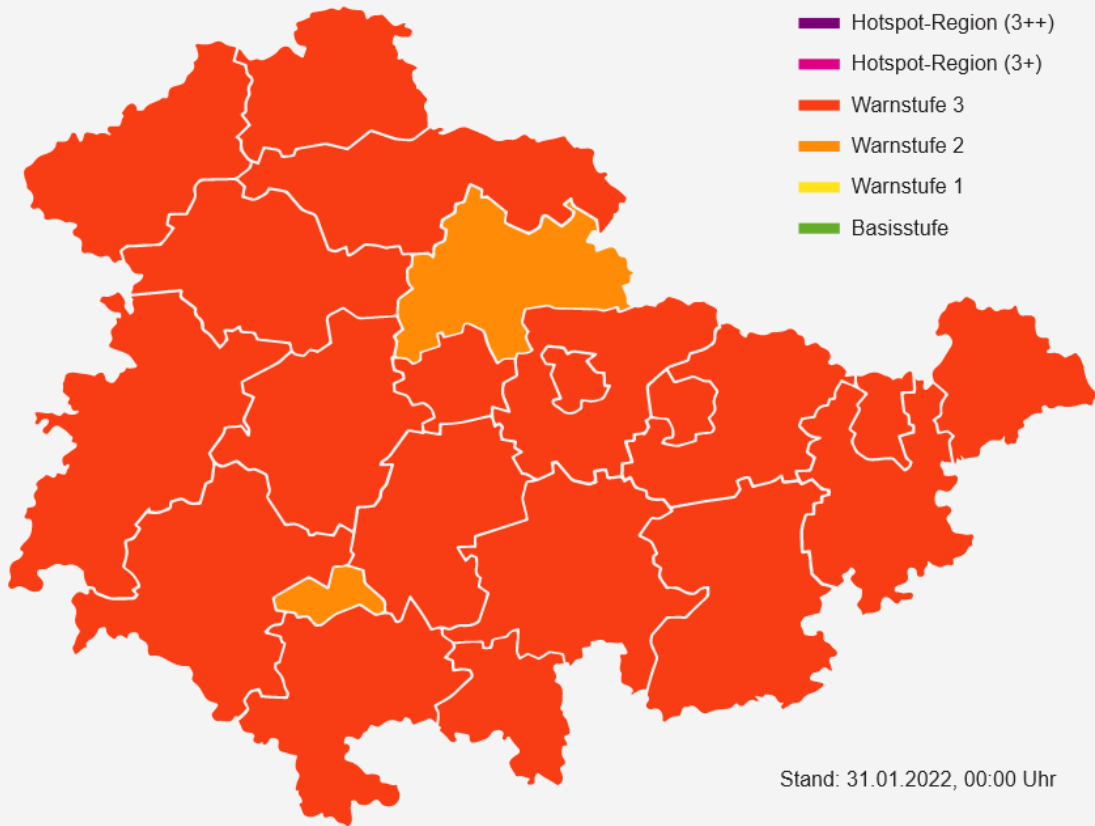 Hotspot-Region (3++)
Hotspot-Region (3+)
Warnstufe 3
Warnstufe 2
Warnstufe 1
Basisstufe
Stand: 31.01.2022, 00:00 Uhr